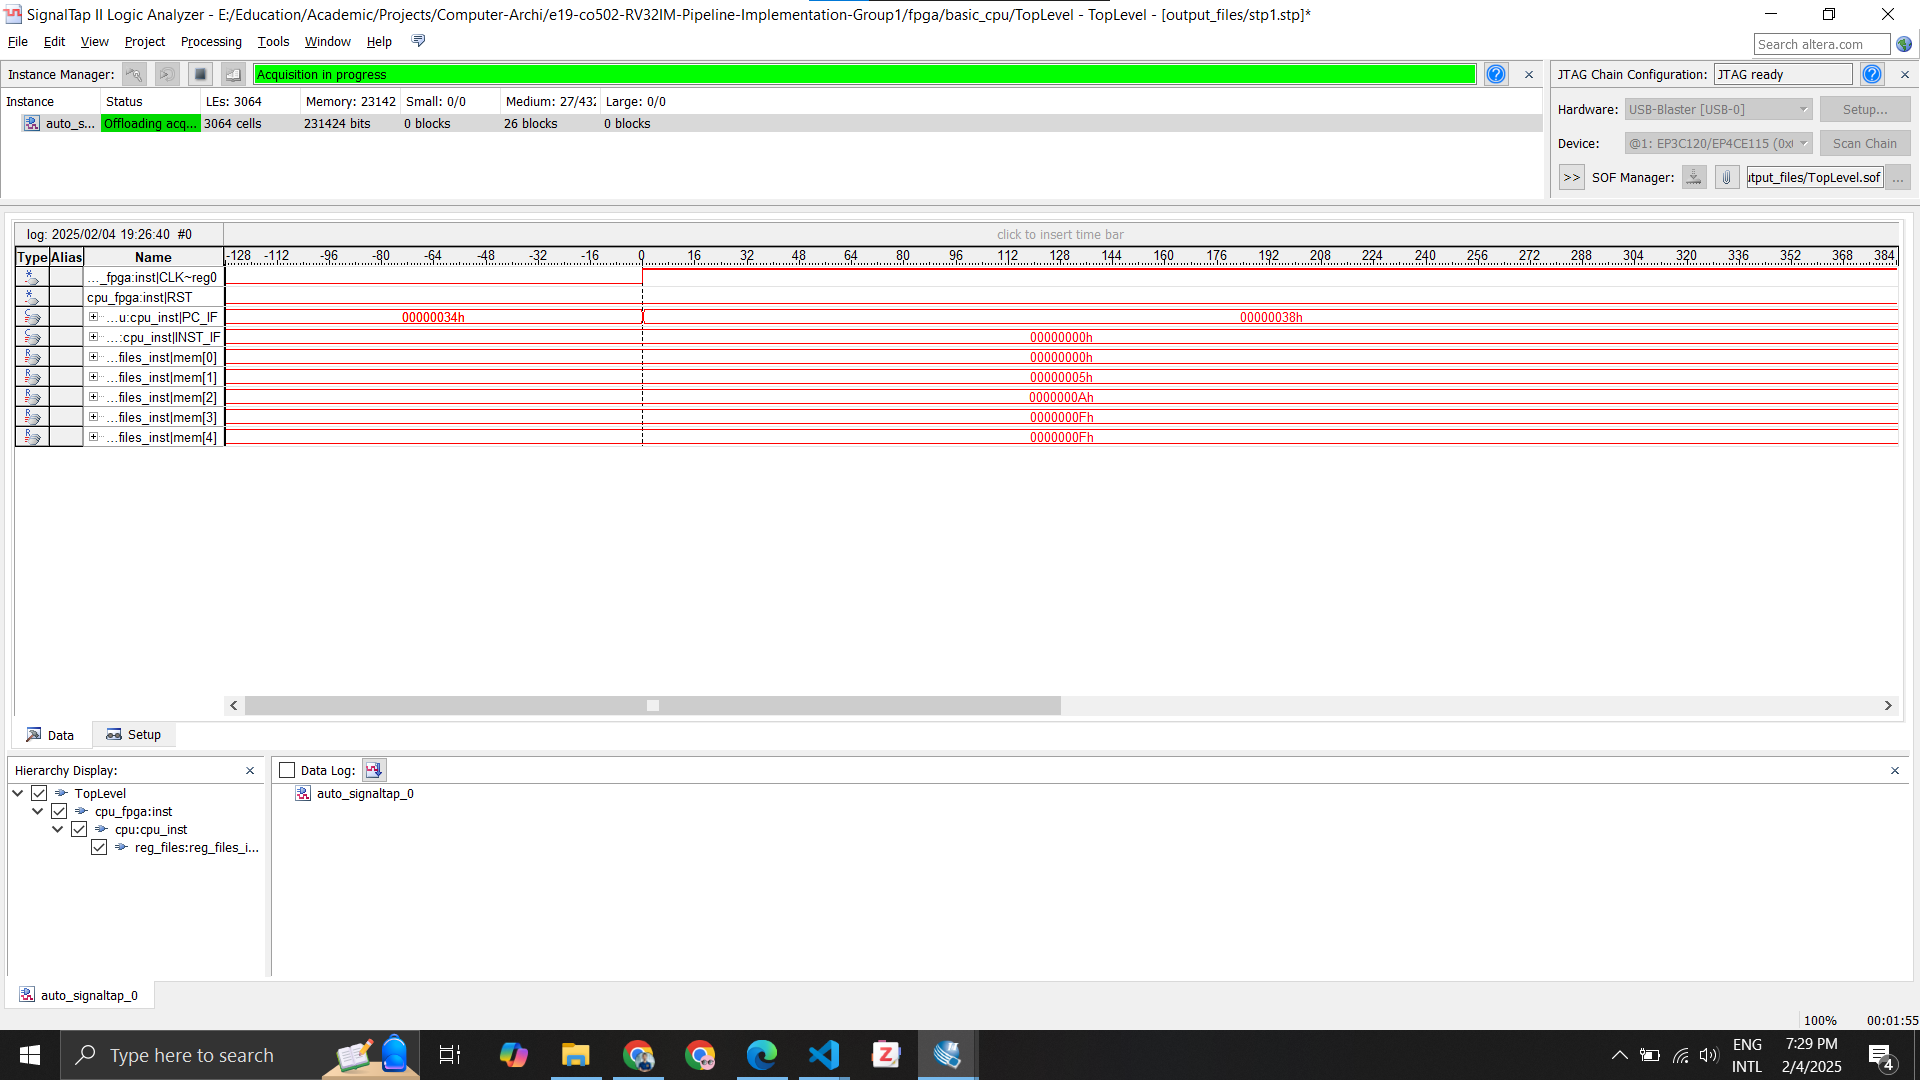 SignalTap II Logic Analyzer - E:/Education/Academic/Projects/Computer-Archi/e19-co502-RV32IM-Pipeline-Implementation-Group1/fpga/basic_cpu/TopLevel - TopLevel - [output_files/stp1.stp]*
File Edit View Project Processing Tools Window Help
Search altera.com
Instance Manager: Acquisition in progress
JTAG Chain Configuration: JTAG ready
Instance Status LEs: 3064 Memory: 23142 Small: 0/0 Medium: 27/432 Large: 0/0
auto_s... Offloading acq... 3064 cells 231424 bits 0 blocks 26 blocks 0 blocks
Hardware: USB-Blaster [USB-0] Setup...
Device: @1: EP3C120/EP4CE115 (0x Scan Chain
>> SOF Manager: utput_files/TopLevel.sof ...
log: 2025/02/04 19:26:40 #0 click to insert time bar
Type Alias Name -128 -112 -96 -80 -64 -48 -32 -16 0 16 32 48 64 80 96 112 128 144 160 176 192 208 224 240 256 272 288 304 320 336 352 368 384
..._fpga:inst|CLK~reg0
cpu_fpga:inst|RST
...u:cpu_inst|PC_IF 00000034h 00000038h
...:cpu_inst|INST_IF 00000000h
...files_inst|mem[0] 00000000h
...files_inst|mem[1] 00000005h
...files_inst|mem[2] 0000000Ah
...files_inst|mem[3] 0000000Fh
...files_inst|mem[4] 0000000Fh
Data Setup
Hierarchy Display:
TopLevel
cpu_fpga:inst
cpu:cpu_inst
reg_files:reg_files_i...
Data Log:
auto_signaltap_0
auto_signaltap_0
100% 00:01:55
Type here to search
ENG
INTL
7:29 PM
2/4/2025
4